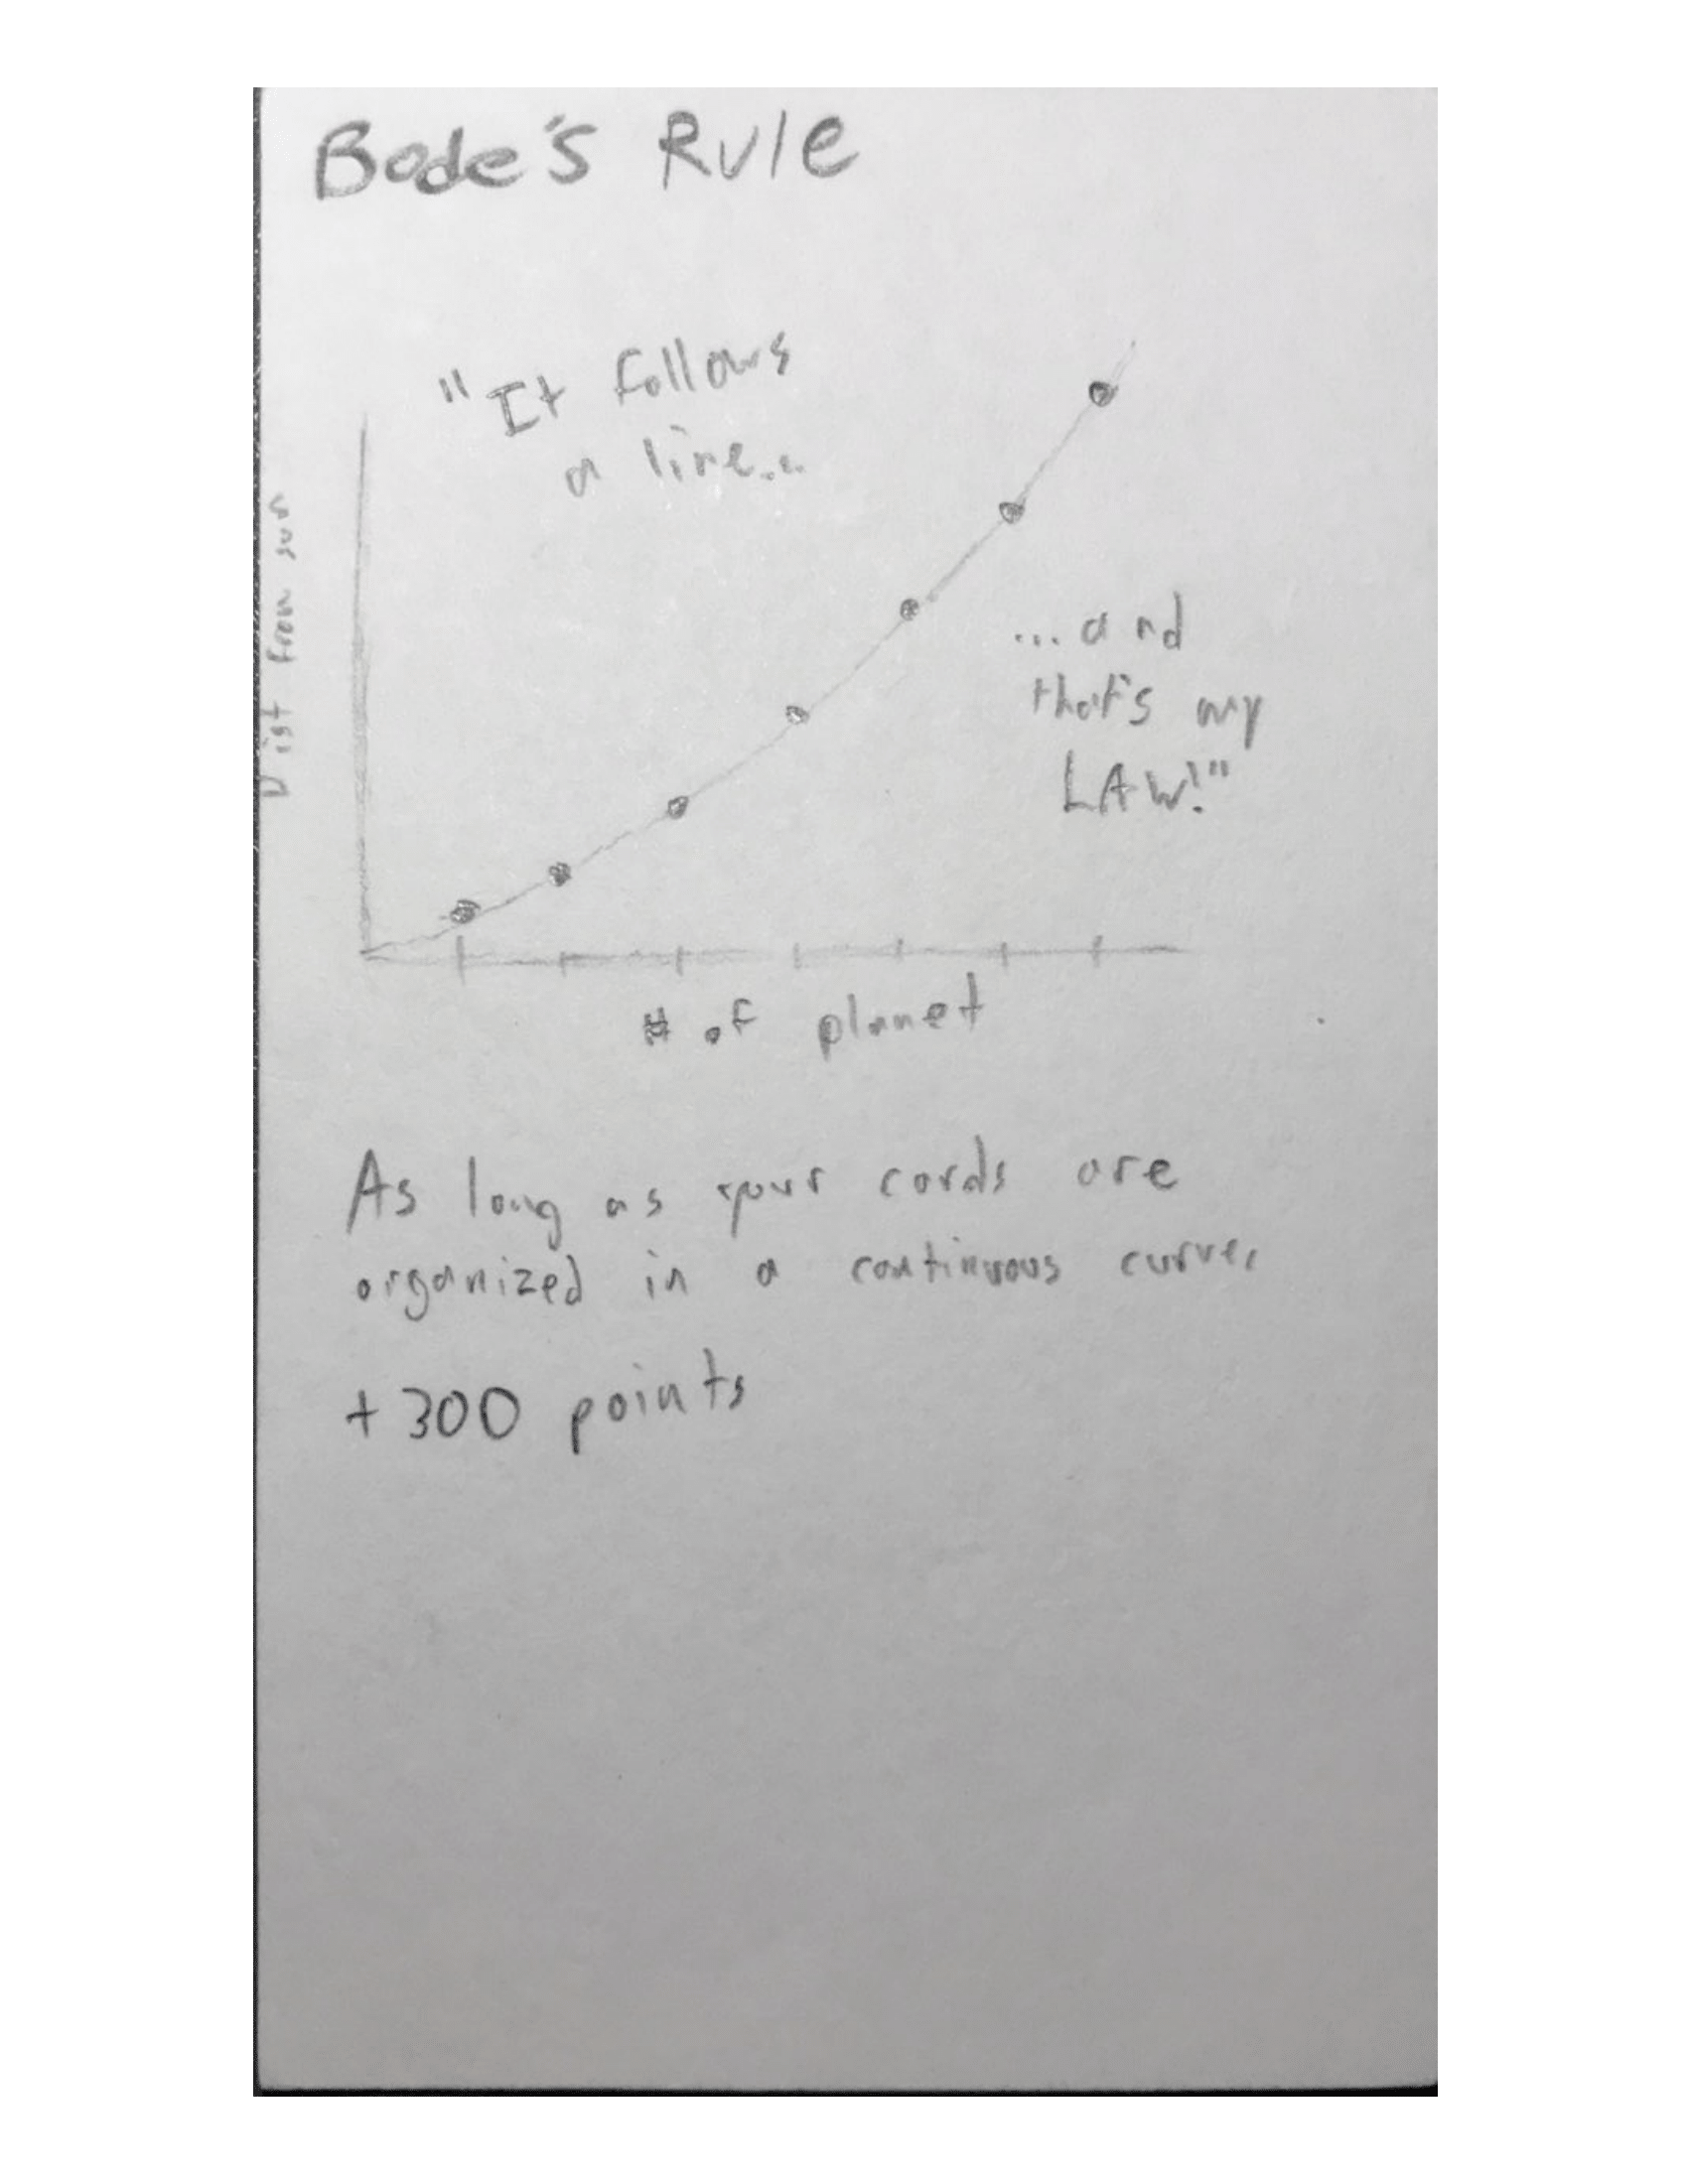 Bode's Rule
"It follows
a line...
...and
that's my
LAW!"
Dist from sun
# of planet
As long as your cards are
organized in a continuous curve,
+300 points